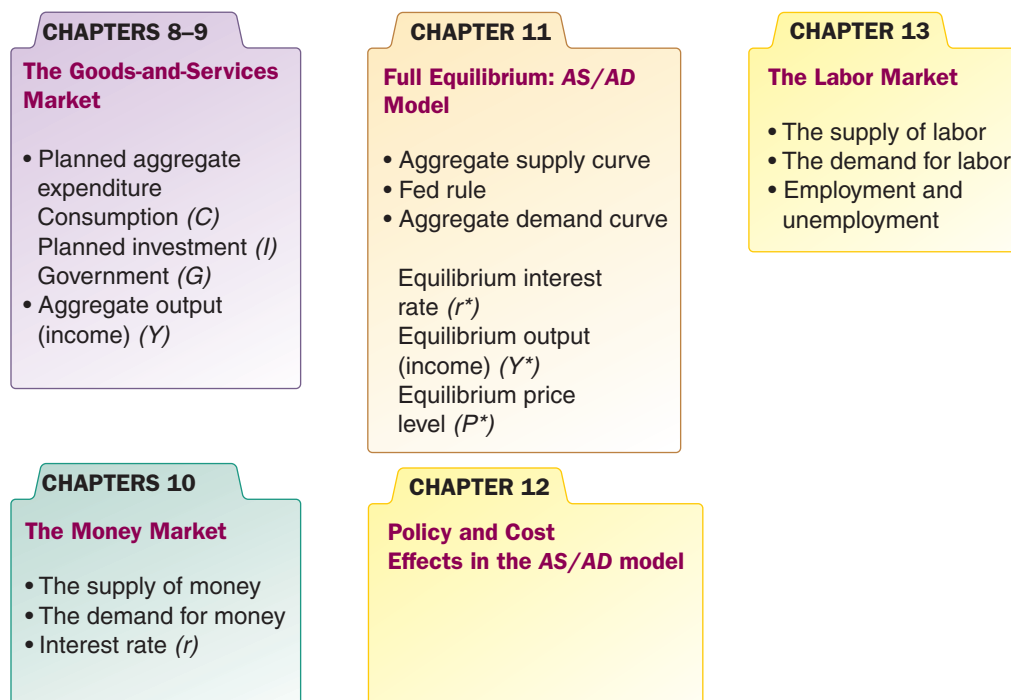 CHAPTERS 8–9
The Goods-and-Services
Market
• Planned aggregate
expenditure
Consumption (C)
Planned investment (I)
Government (G)
• Aggregate output
(income) (Y)
CHAPTERS 10
The Money Market
• The supply of money
• The demand for money
• Interest rate (r)
CHAPTER 11
Full Equilibrium: AS/AD
Model
• Aggregate supply curve
• Fed rule
• Aggregate demand curve
Equilibrium interest
rate (r*)
Equilibrium output
(income) (Y*)
Equilibrium price
level (P*)
CHAPTER 12
Policy and Cost
Effects in the AS/AD model
CHAPTER 13
The Labor Market
• The supply of labor
• The demand for labor
• Employment and
unemployment